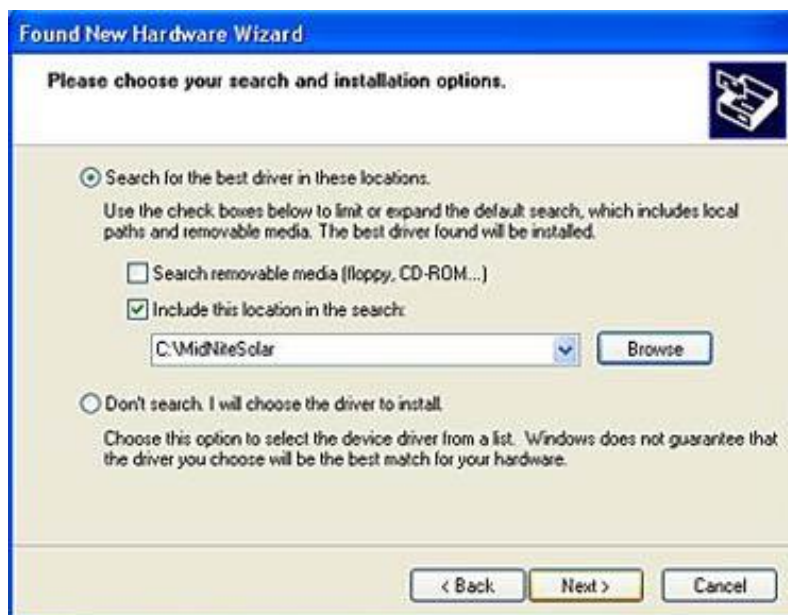 Found New Hardware Wizard
Please choose your search and installation options.
Search for the best driver in these locations.
Use the check boxes below to limit or expand the default search, which includes local
paths and removable media. The best driver found will be installed.
Search removable media (floppy, CD-ROM...)
Include this location in the search:
C:\MidNiteSolar
Browse
Don't search. I will choose the driver to install.
Choose this option to select the device driver from a list. Windows does not guarantee that
the driver you choose will be the best match for your hardware.
< Back
Next >
Cancel